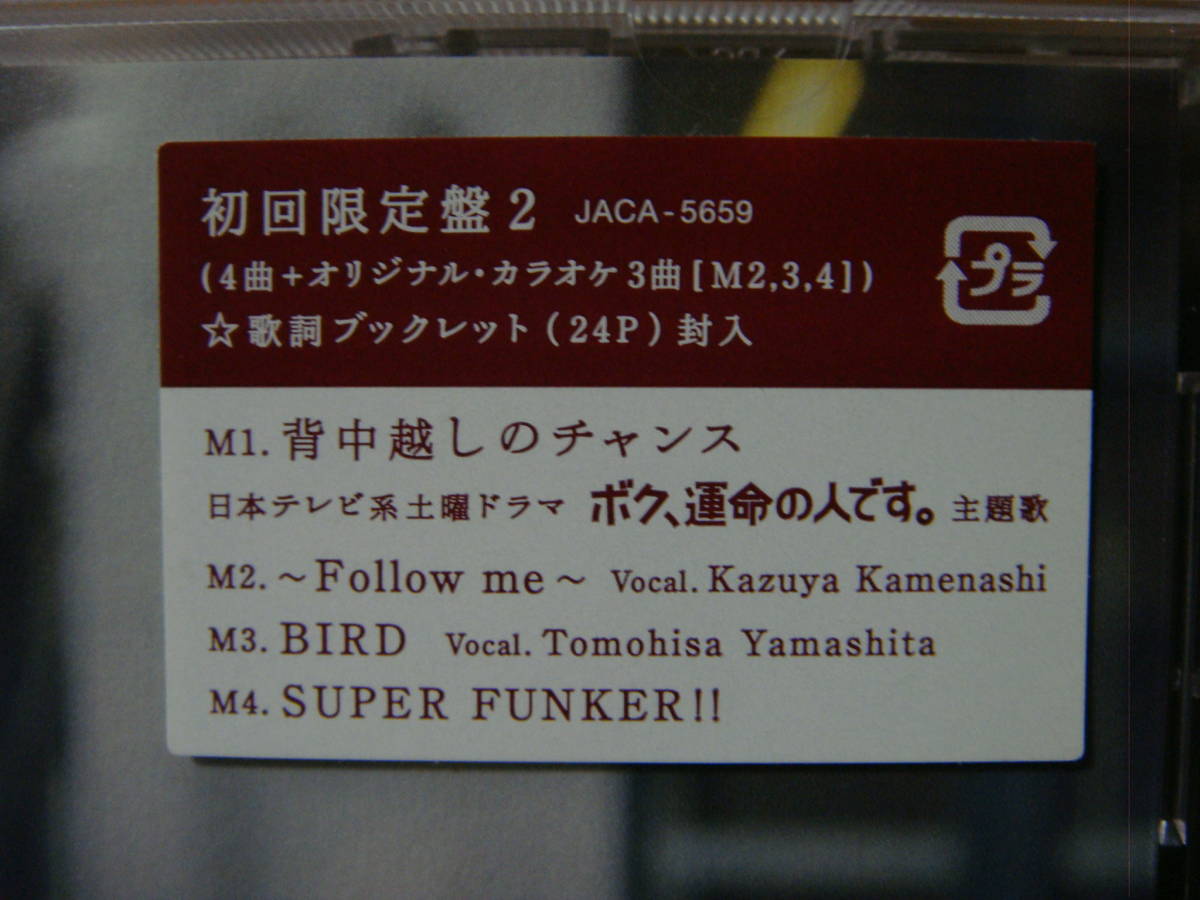 初回限定盤2 JACA-5659
(4曲+オリジナル・カラオケ3曲[M2,3,4])
☆歌詞ブックレット(24P)封入
プラ
M1. 背中越しのチャンス
日本テレビ系土曜ドラマ ボク、運命の人です。 主題歌
M2. ～Follow me～ Vocal. Kazuya Kamenashi
M3. BIRD Vocal. Tomohisa Yamashita
M4. SUPER FUNKER!!